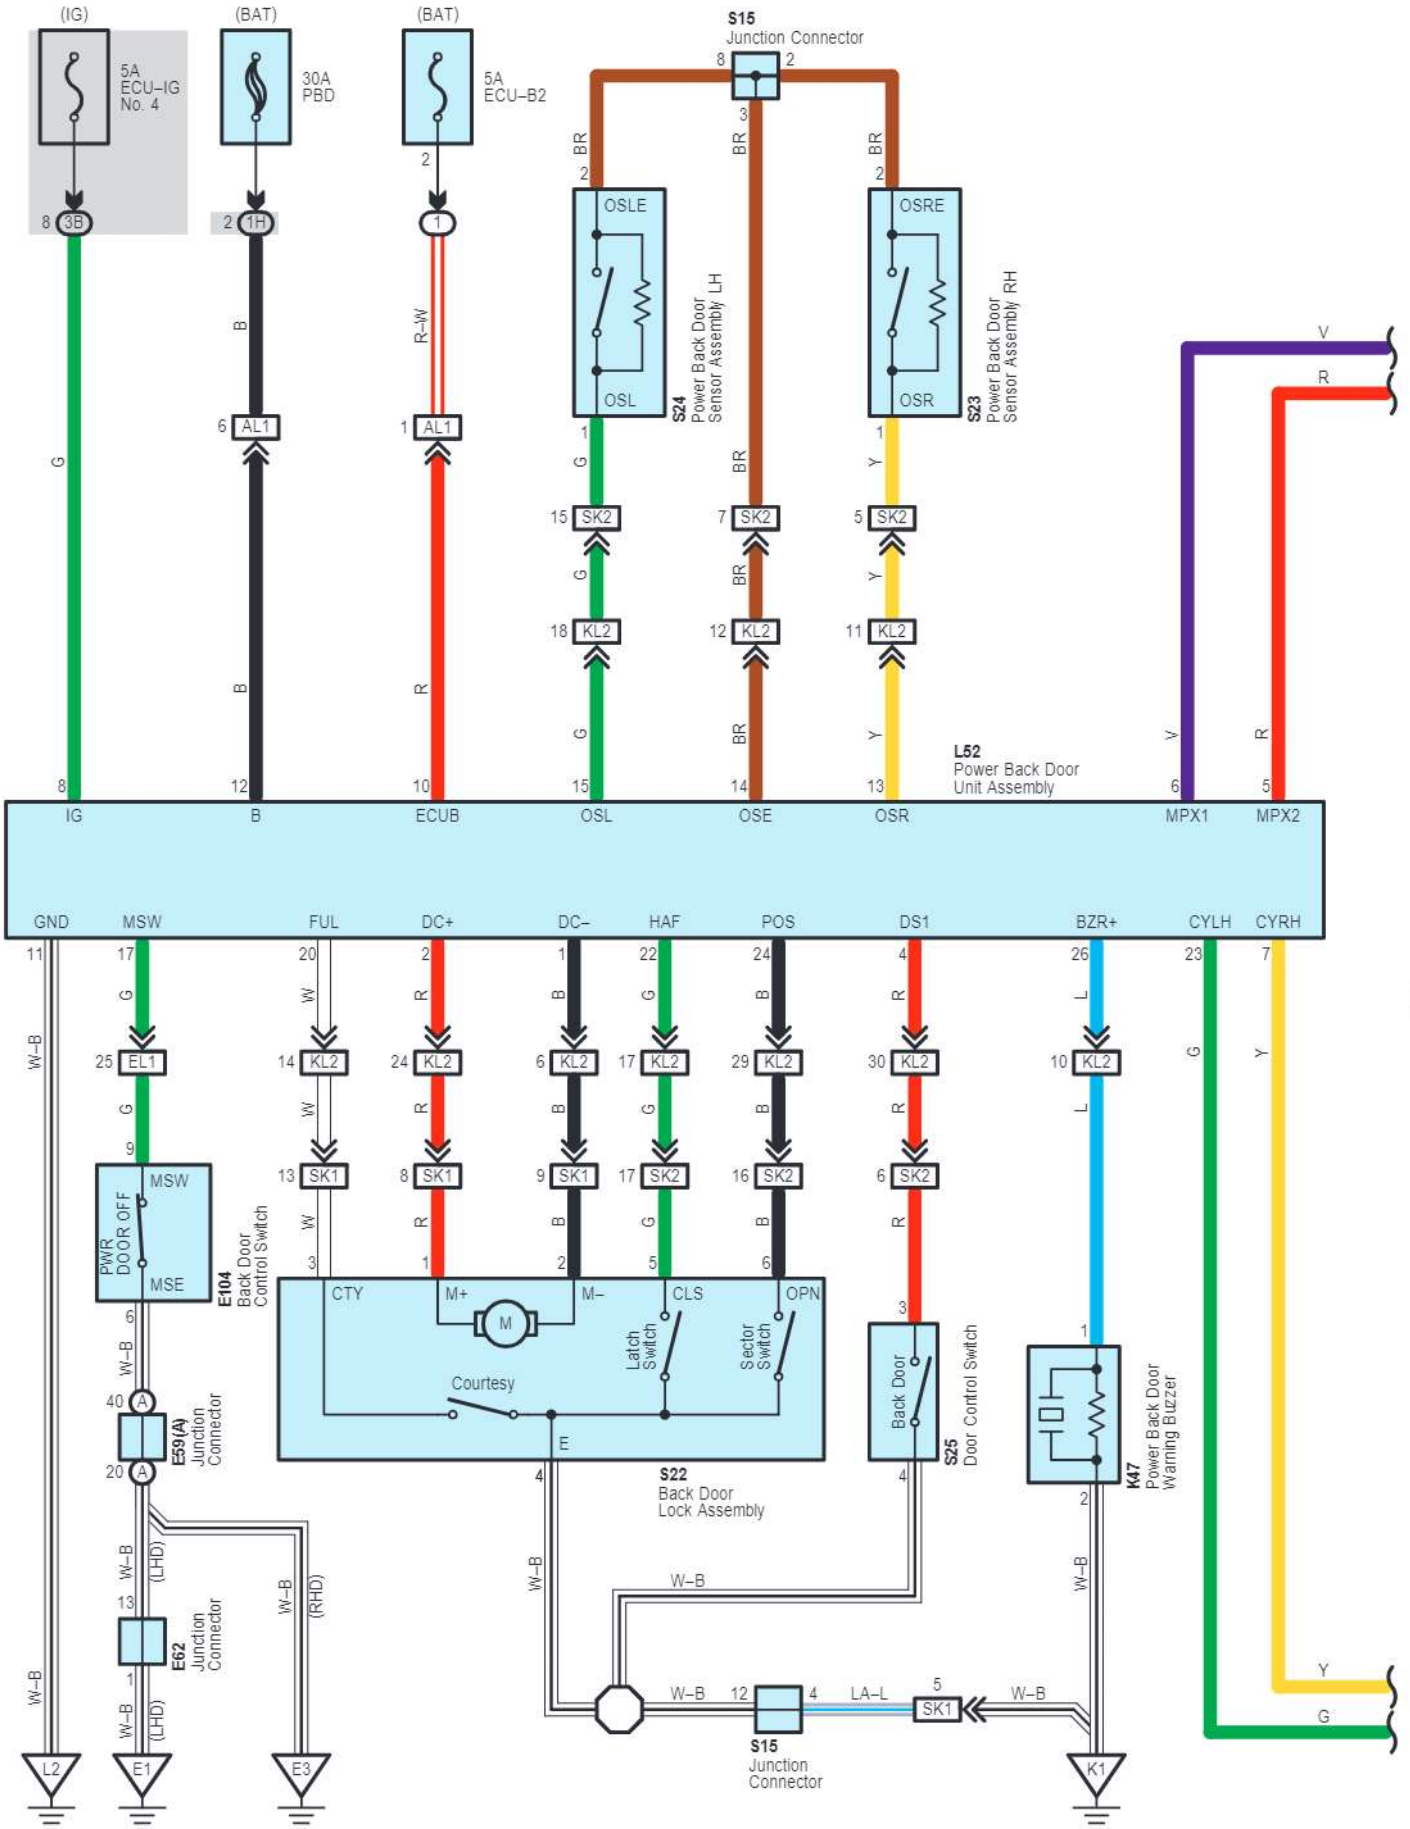 (IG)
(BAT)
(BAT)
S15
Junction Connector
5A
ECU–IG
No. 4
30A
PBD
5A
ECU–B2
8
2
3
2
BR
BR
BR
2
2
8
3B
2
1H
1
OSLE
OSRE
OSL
OSR
S24
Power Back Door
Sensor Assembly LH
S23
Power Back Door
Sensor Assembly RH
B
R–W
V
R
6
AL1
1
AL1
1
1
G
G
BR
Y
15
SK2
7
SK2
5
SK2
G
BR
Y
18
KL2
12
KL2
11
KL2
B
R
G
BR
Y
V
R
L52
Power Back Door
Unit Assembly
8
12
10
15
14
13
6
5
IG
B
ECUB
OSL
OSE
OSR
MPX1
MPX2
GND
MSW
FUL
DC+
DC–
HAF
POS
DS1
BZR+
CYLH
CYRH
11
17
20
2
1
22
24
4
26
23
7
G
W
R
B
G
B
R
L
W–B
G
Y
25
EL1
14
KL2
24
KL2
6
KL2
17
KL2
29
KL2
30
KL2
10
KL2
G
W
R
B
G
B
R
L
9
13
SK1
8
SK1
9
SK1
17
SK2
16
SK2
6
SK2
MSW
PWR
DOOR OFF
MSE
E104
Back Door
Control Switch
W
R
B
G
B
R
3
1
2
5
6
3
CTY
M+
M
M–
CLS
OPN
Latch
Switch
Sector
Switch
Courtesy
E
Back Door
S25
Door Control Switch
1
K47
Power Back Door
Warning Buzzer
6
W–B
40
A
E59(A)
Junction
Connector
20
A
4
S22
Back Door
Lock Assembly
4
2
W–B
(LHD)
W–B
(RHD)
W–B
W–B
W–B
13
E62
Junction
Connector
1
W–B
W–B
(LHD)
W–B
12
4
LA–L
5
SK1
W–B
S15
Junction
Connector
Y
G
L2
E1
E3
K1